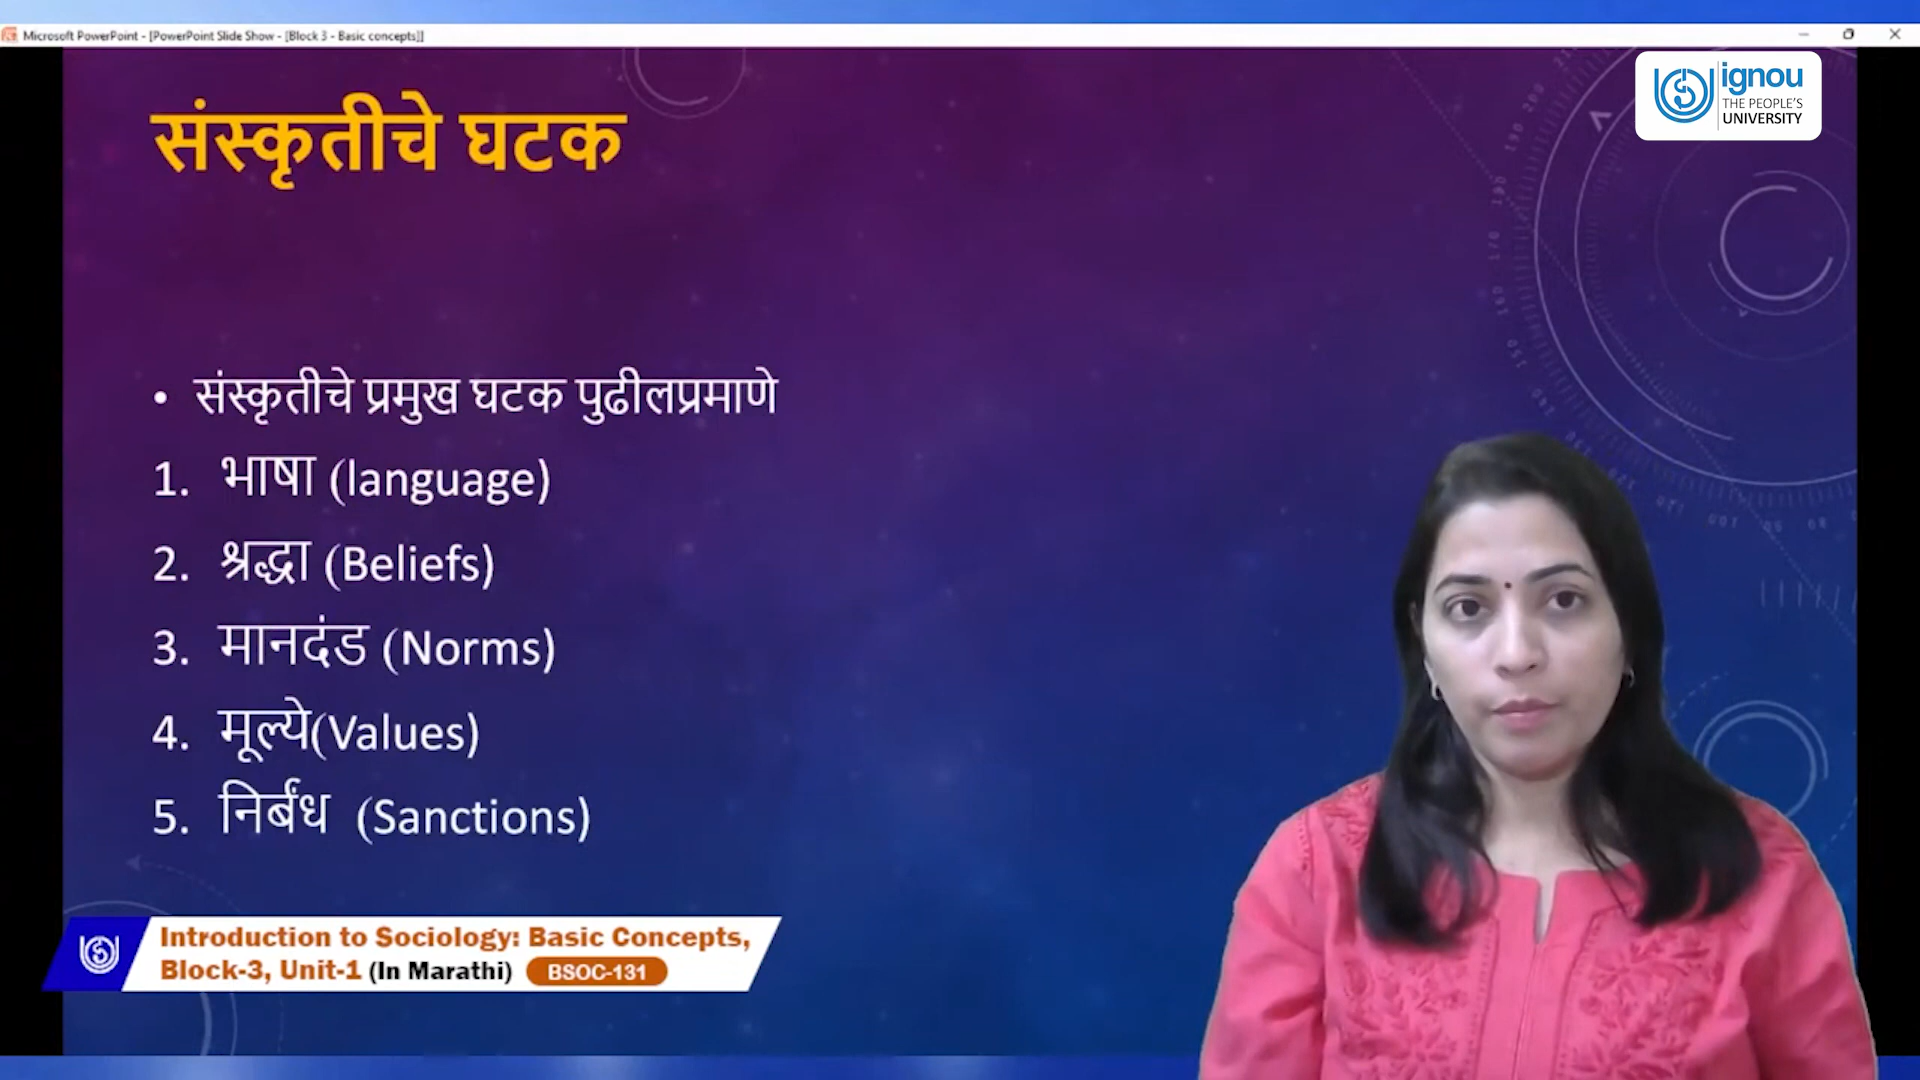 Microsoft PowerPoint - [PowerPoint Slide Show - [Block 3 - Basic concepts]]
ignou
THE PEOPLE'S
UNIVERSITY
संस्कृतीचे घटक
• संस्कृतीचे प्रमुख घटक पुढीलप्रमाणे
1. भाषा (language)
2. श्रद्धा (Beliefs)
3. मानदंड (Norms)
4. मूल्ये(Values)
5. निर्बंध (Sanctions)
Introduction to Sociology: Basic Concepts,
Block-3, Unit-1 (In Marathi) BSOC-131